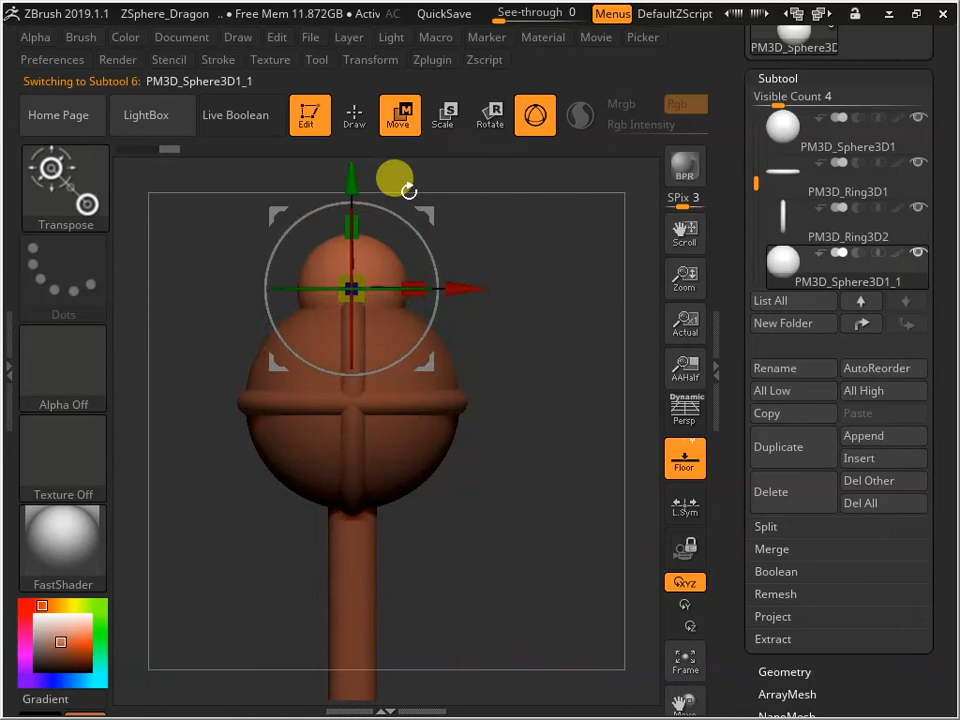 ZBrush 2019.1.1 ZSphere_Dragon .. ● Free Mem 11.872GB ● Activ AC QuickSave See-through 0 Menus DefaultZScript
Alpha Brush Color Document Draw Edit File Layer Light Macro Marker Material Movie Picker
Preferences Render Stencil Stroke Texture Tool Transform Zplugin Zscript
Switching to Subtool 6: PM3D_Sphere3D1_1
Home Page LightBox Live Boolean Edit Draw Move Scale Rotate Mrgb Rgb
Rgb Intensity
Transpose
Dots
Alpha Off
Texture Off
FastShader
Gradient
BPR
SPix 3
Scroll
Zoom
Actual
AAHalf
Dynamic
Persp
Floor
L.Sym
XYZ
Y
Z
Frame
Move
PM3D_Sphere3D
Subtool
Visible Count 4
PM3D_Sphere3D1
PM3D_Ring3D1
PM3D_Ring3D2
PM3D_Sphere3D1_1
List All
New Folder
Rename AutoReorder
All Low All High
Copy Paste
Duplicate Append
Insert
Delete Del Other
Del All
Split
Merge
Boolean
Remesh
Project
Extract
Geometry
ArrayMesh
NanoMesh